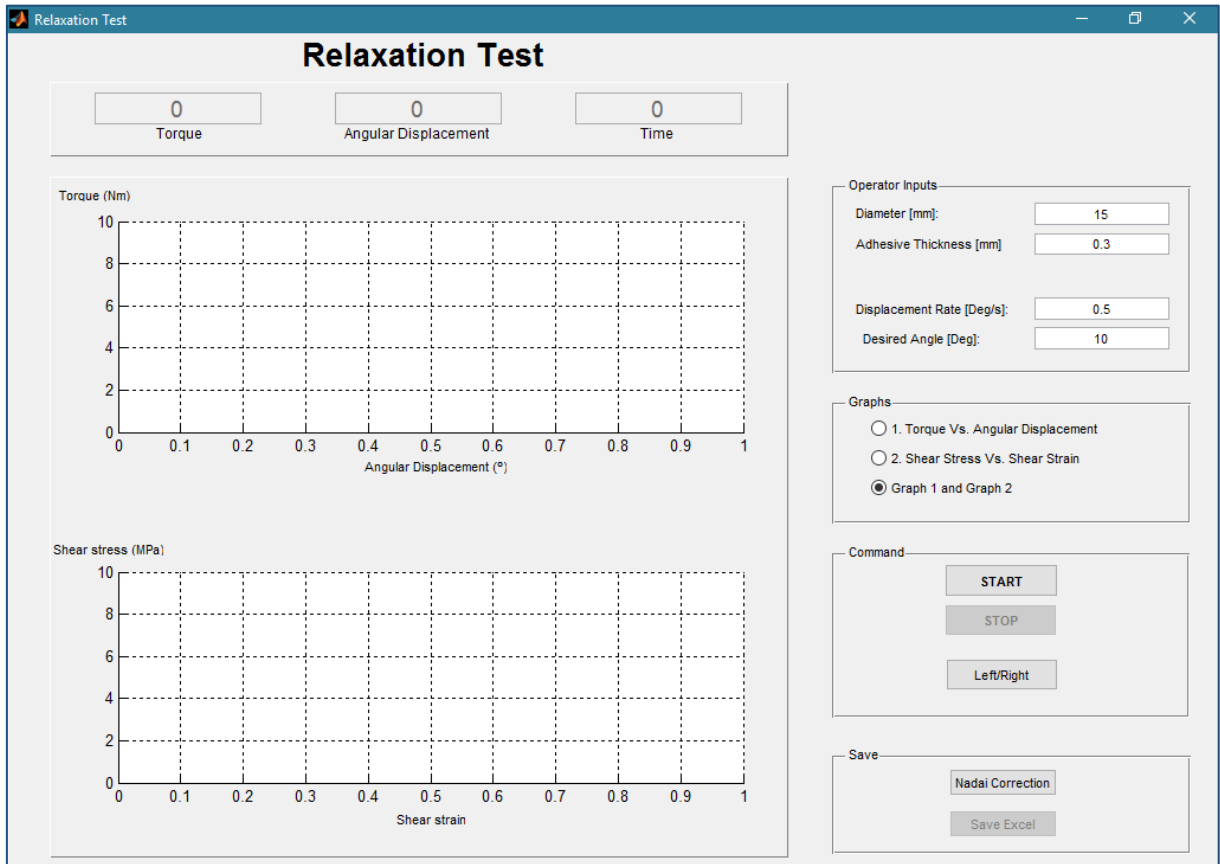 Relaxation Test
Relaxation Test
0 0 0
Torque Angular Displacement Time
Torque (Nm)
10
8
6
4
2
0
0 0.1 0.2 0.3 0.4 0.5 0.6 0.7 0.8 0.9 1
Angular Displacement (º)
Shear stress (MPa)
10
8
6
4
2
0
0 0.1 0.2 0.3 0.4 0.5 0.6 0.7 0.8 0.9 1
Shear strain
Operator Inputs
Diameter [mm]: 15
Adhesive Thickness [mm] 0.3
Displacement Rate [Deg/s]: 0.5
Desired Angle [Deg]: 10
Graphs
1. Torque Vs. Angular Displacement
2. Shear Stress Vs. Shear Strain
Graph 1 and Graph 2
Command
START
STOP
Left/Right
Save
Nadai Correction
Save Excel